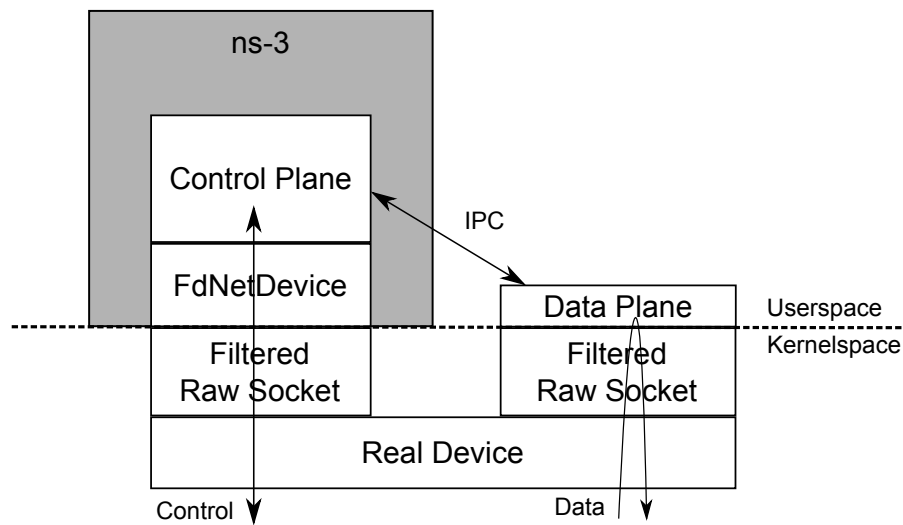 ns-3
Control Plane
IPC
FdNetDevice
Data Plane
Userspace
Kernelspace
Filtered
Raw Socket
Filtered
Raw Socket
Real Device
Control
Data